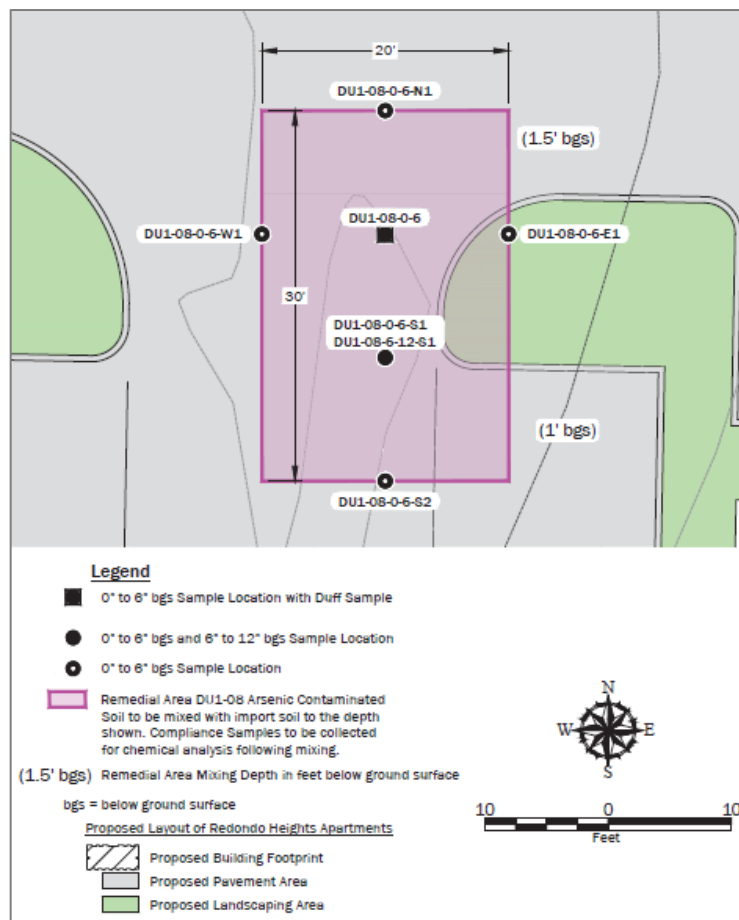 20'
DU1-08-0-6-N1
(1.5' bgs)
DU1-08-0-6
DU1-08-0-6-W1
DU1-08-0-6-E1
30'
DU1-08-0-6-S1
DU1-08-6-12-S1
(1' bgs)
DU1-08-0-6-S2
Legend
0" to 6" bgs Sample Location with Duff Sample
0" to 6" bgs and 6" to 12" bgs Sample Location
0" to 6" bgs Sample Location
Remedial Area DU1-08 Arsenic Contaminated
Soil to be mixed with import soil to the depth
shown. Compliance Samples to be collected
for chemical analysis following mixing.
(1.5' bgs) Remedial Area Mixing Depth in feet below ground surface
bgs = below ground surface
Proposed Layout of Redondo Heights Apartments
Proposed Building Footprint
Proposed Pavement Area
Proposed Landscaping Area
N
W E
S
10 0 10
Feet